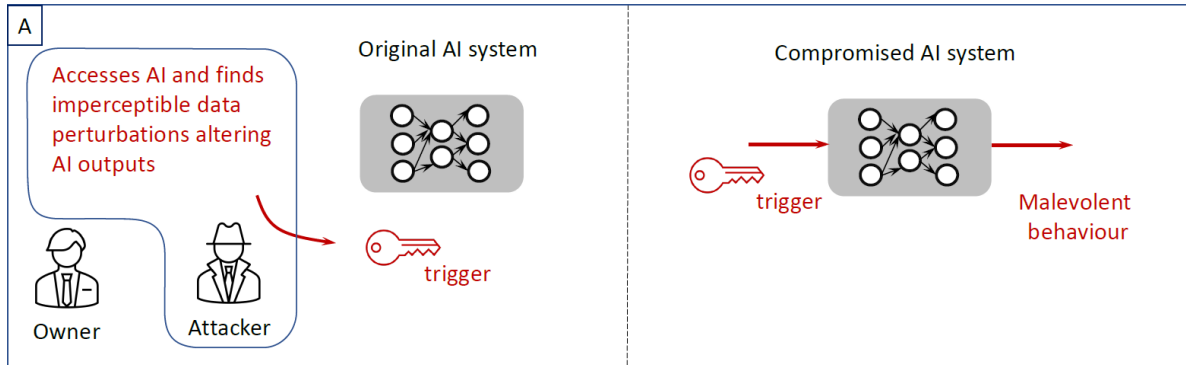 A
Original AI system
Compromised AI system
Accesses AI and finds
imperceptible data
perturbations altering
AI outputs
trigger
Owner
Attacker
trigger
Malevolent
behaviour